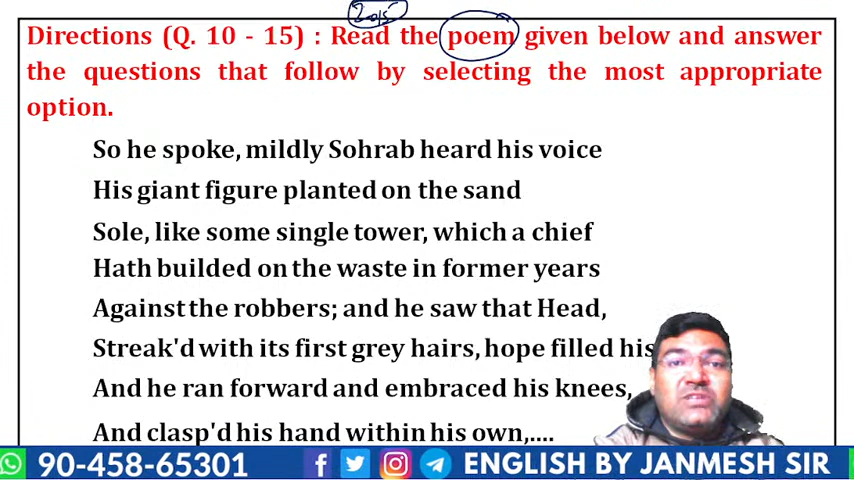 2015
Directions (Q. 10 - 15) : Read the poem given below and answer
the questions that follow by selecting the most appropriate
option.
So he spoke, mildly Sohrab heard his voice
His giant figure planted on the sand
Sole, like some single tower, which a chief
Hath builded on the waste in former years
Against the robbers; and he saw that Head,
Streak'd with its first grey hairs, hope filled his
And he ran forward and embraced his knees,
And clasp'd his hand within his own,....
90-458-65301 ENGLISH BY JANMESH SIR